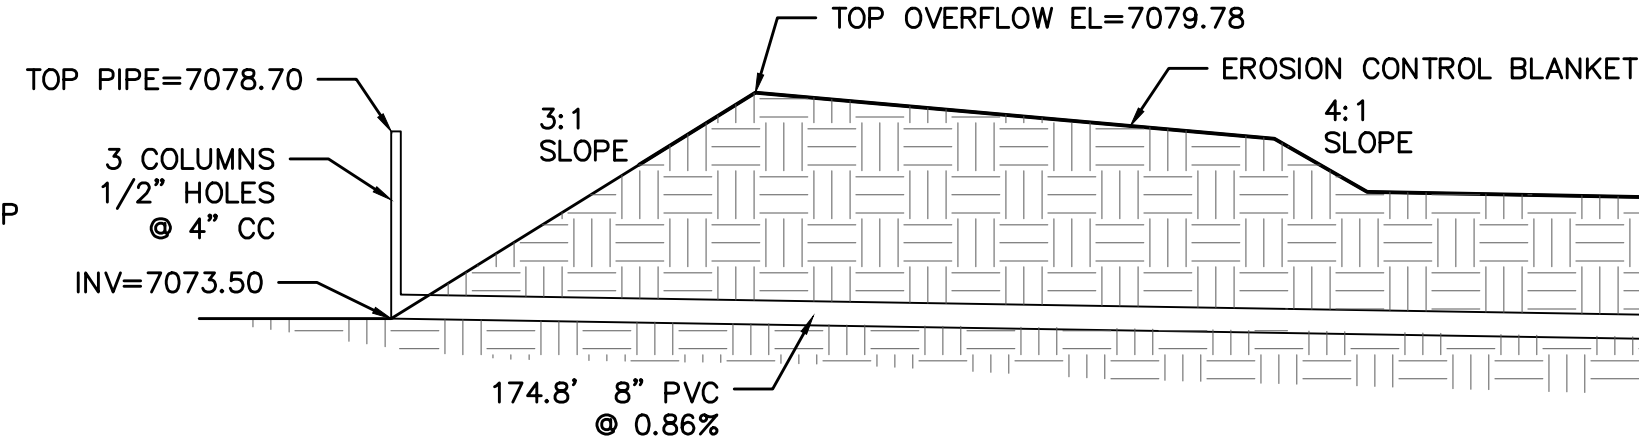 TOP OVERFLOW EL=7079.78
EROSION CONTROL BLANKET
TOP PIPE=7078.70
3:1
SLOPE
4:1
SLOPE
3 COLUMNS
1/2” HOLES
@ 4” CC
P
INV=7073.50
174.8' 8” PVC
@ 0.86%